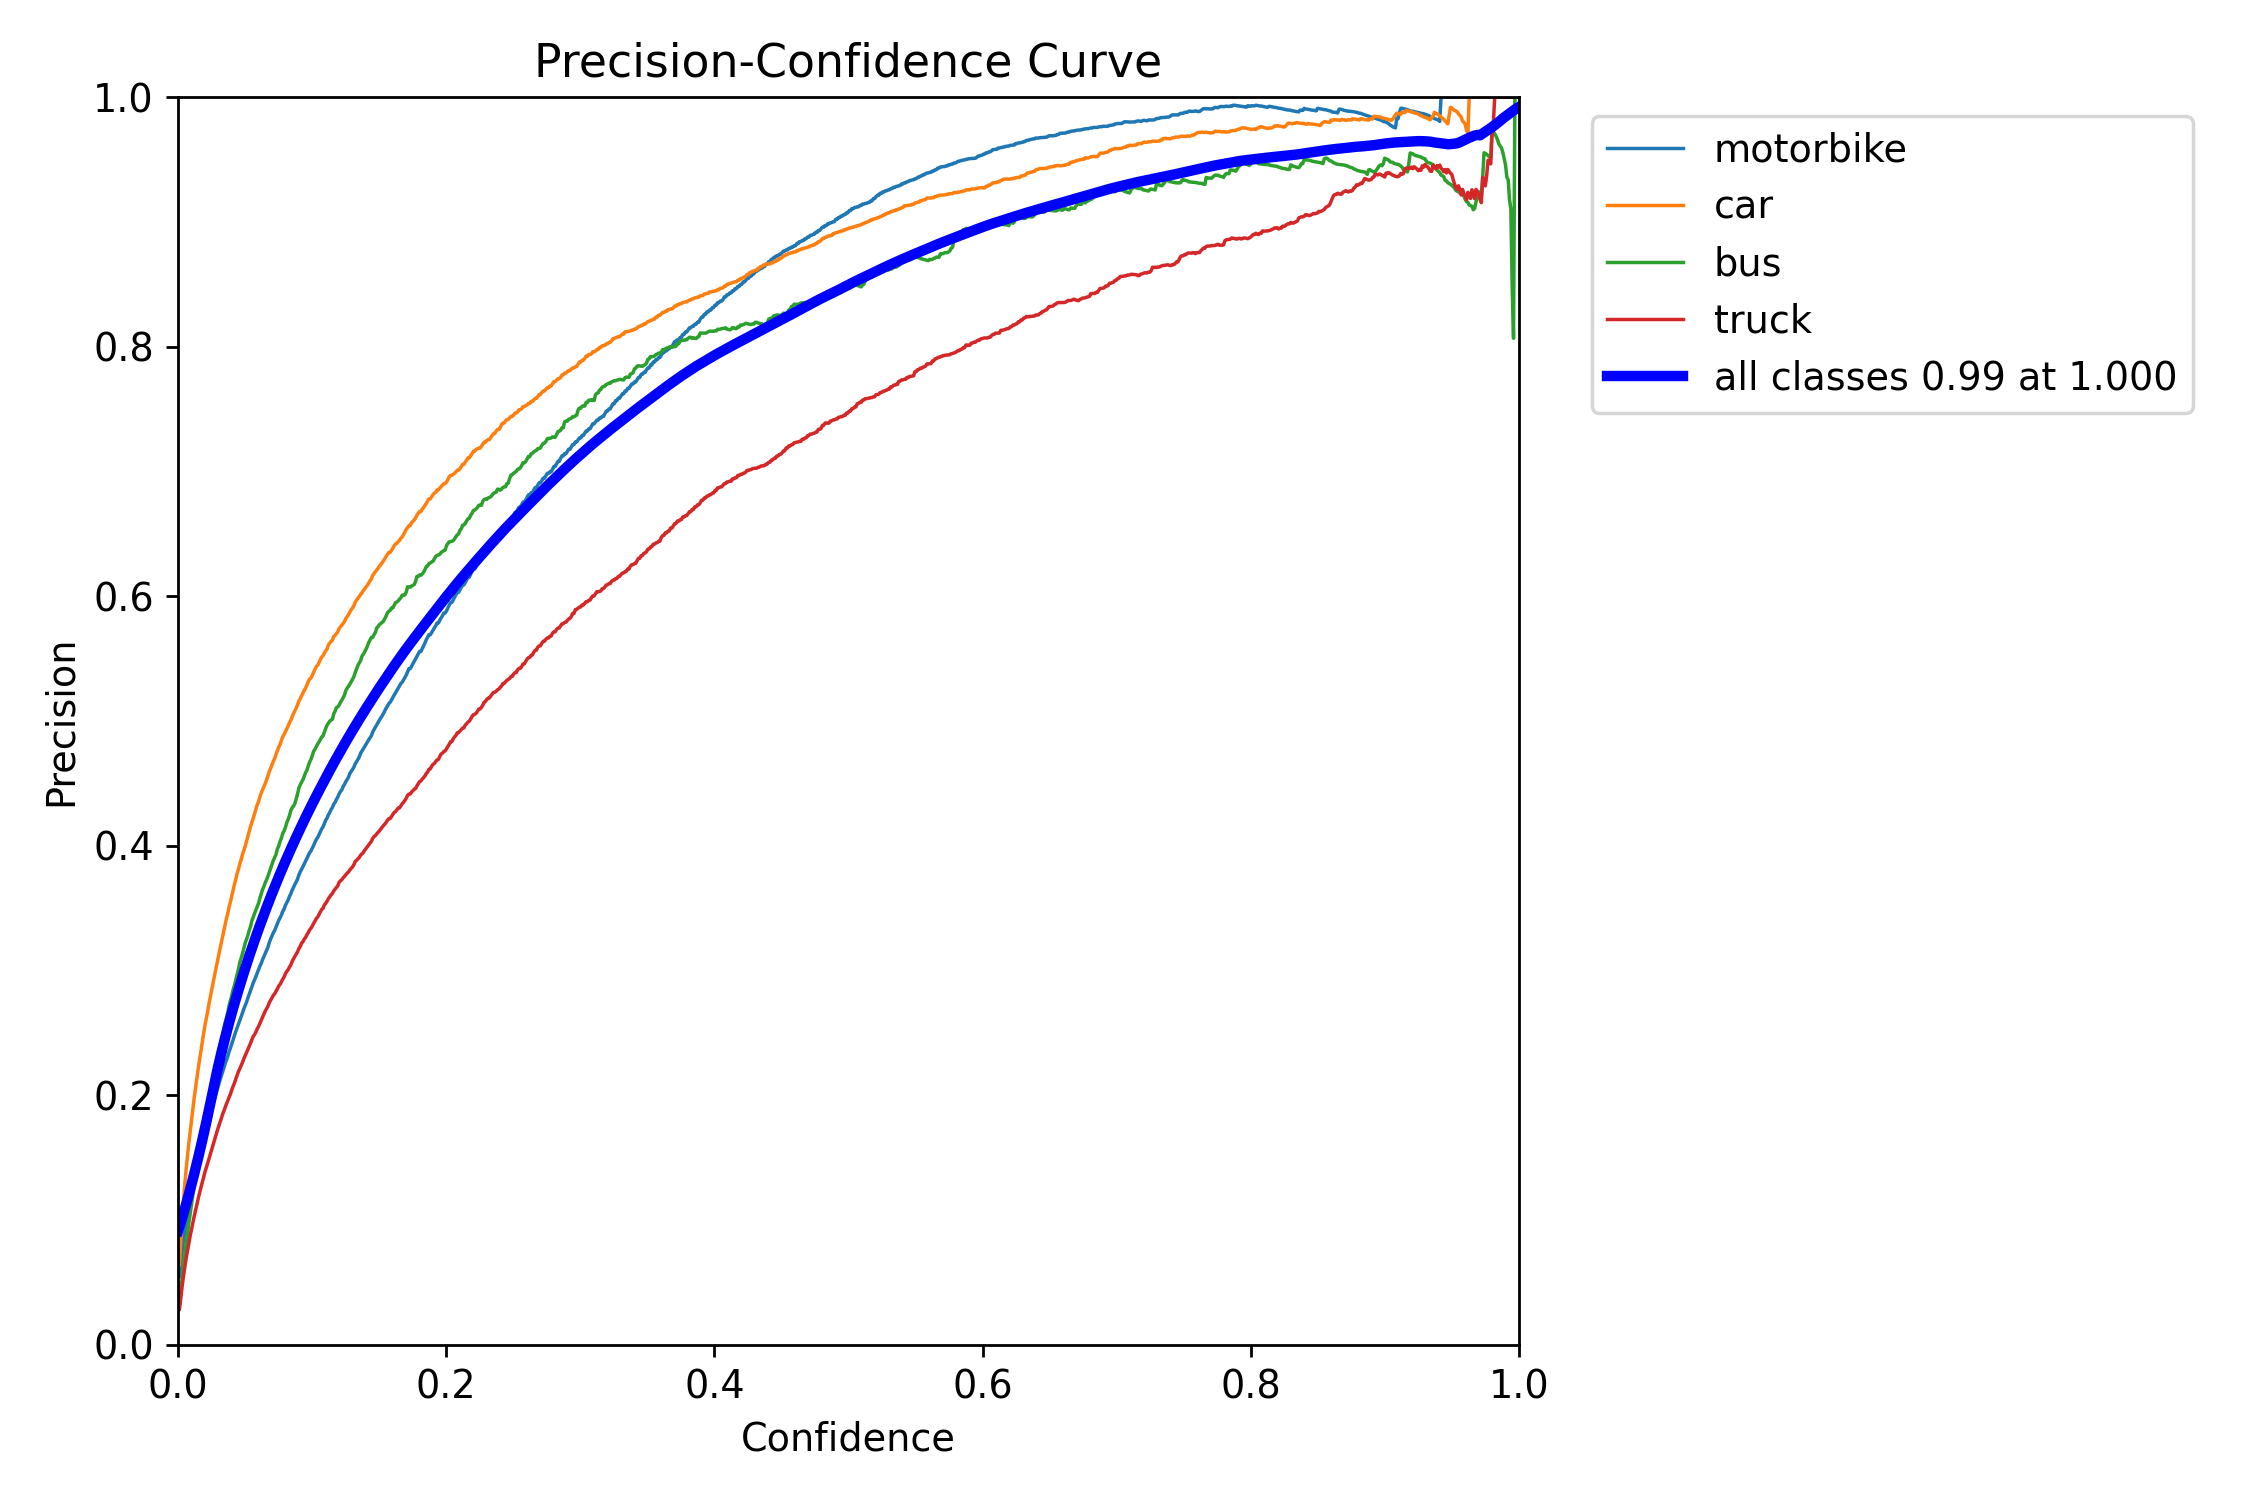 Precision-Confidence Curve
1.0
0.8
0.6
0.4
0.2
0.0
Precision
0.0 0.2 0.4 0.6 0.8 1.0
Confidence
motorbike
car
bus
truck
all classes 0.99 at 1.000